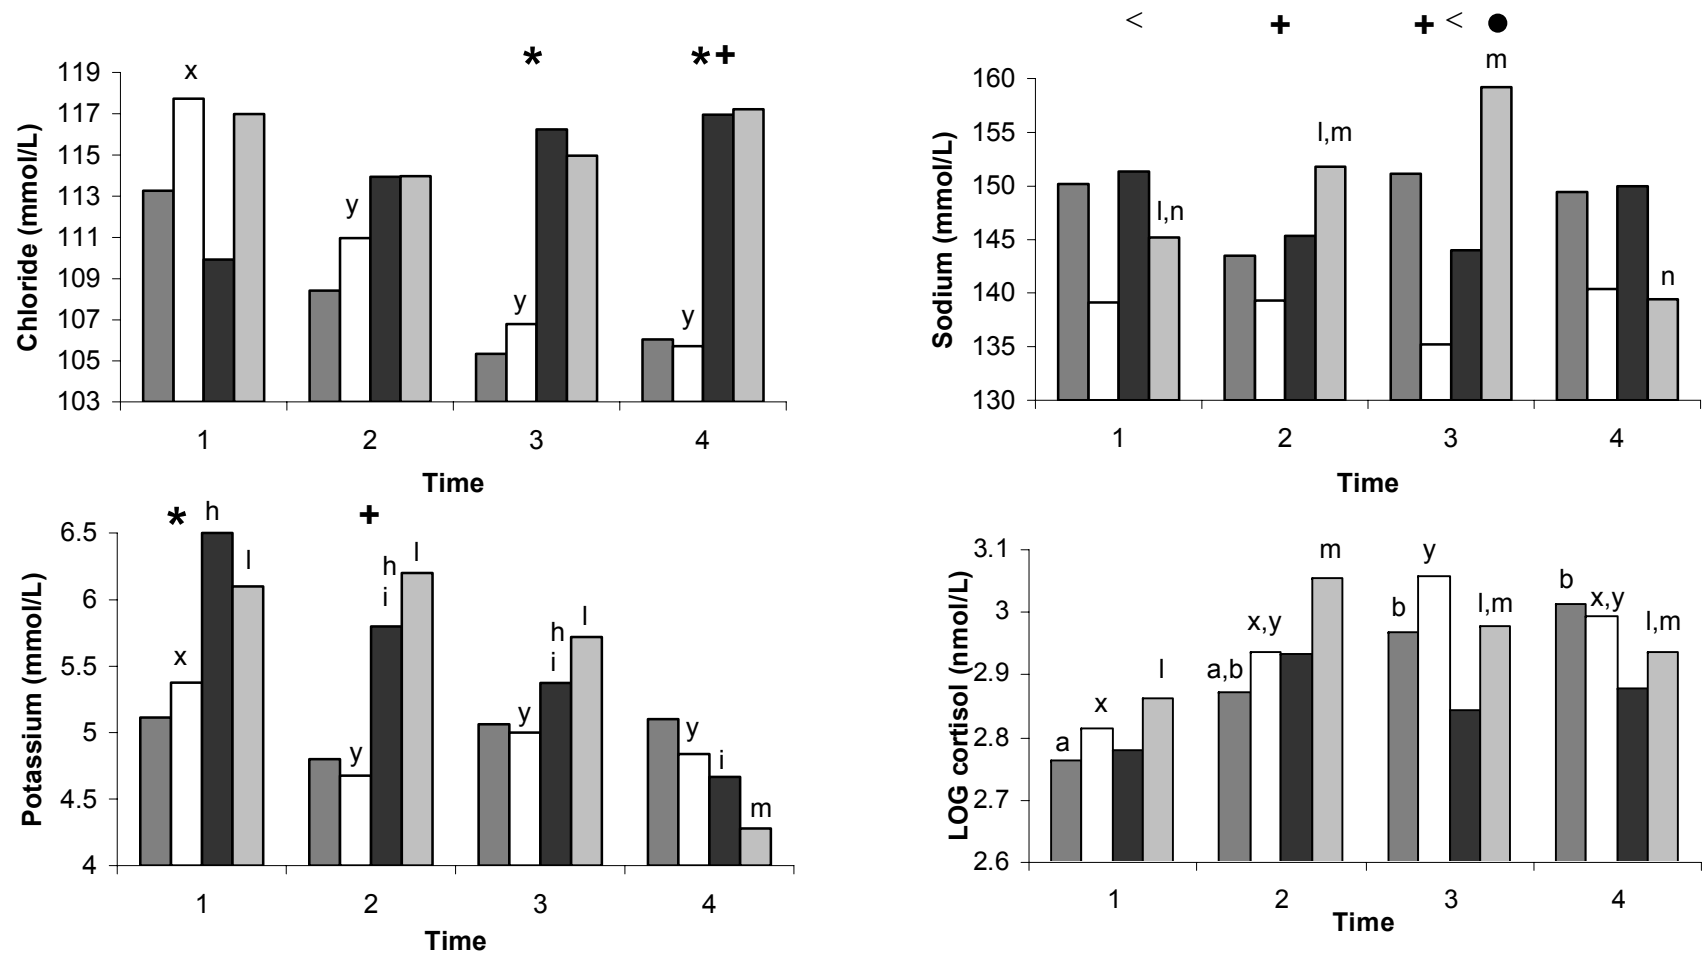 * * +
x
119
117
115
113
111
109
107
105
103
y
y
y
Chloride (mmol/L)
1 2 3 4
Time
< + + < ●
m
160
155
150
145
140
135
130
l,m
l,n
n
Sodium (mmol/L)
1 2 3 4
Time
* h +
6.5
6
5.5
5
4.5
4
l
h
i
l
x
h
i
l
y
y
y
i
m
Potassium (mmol/L)
1 2 3 4
Time
3.1
3
2.9
2.8
2.7
2.6
m
y
b
x,y
b
l,m
x,y
l,m
a,b
l
x
a
LOG cortisol (nmol/L)
1 2 3 4
Time